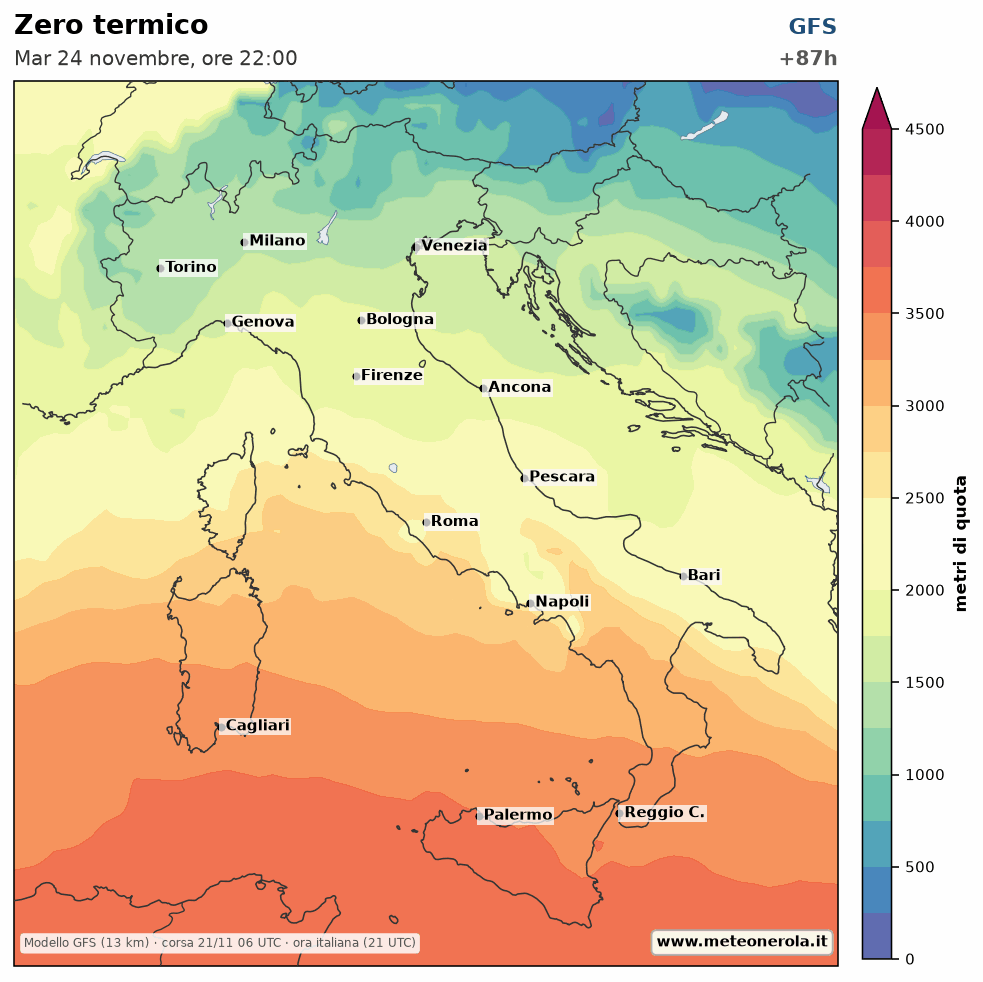 Zero termico
GFS
Mar 24 novembre, ore 22:00
+87h
Milano
Venezia
Torino
Genova
Bologna
Firenze
Ancona
Pescara
Roma
Bari
Napoli
Cagliari
Palermo
Reggio C.
4500
4000
3500
3000
2500
2000
1500
1000
500
0
metri di quota
Modello GFS (13 km) · corsa 21/11 06 UTC · ora italiana (21 UTC)
www.meteonerola.it